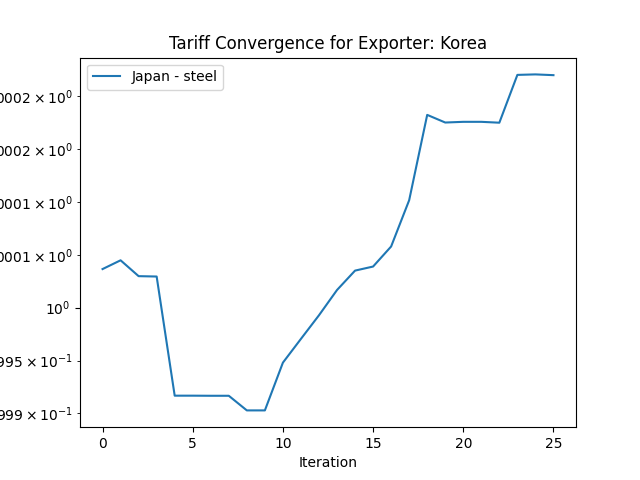 Tariff Convergence for Exporter: Korea
Japan - steel
0002 × 10⁰
0002 × 10⁰
0001 × 10⁰
0001 × 10⁰
10⁰
995 × 10⁻¹
999 × 10⁻¹
0 5 10 15 20 25
Iteration